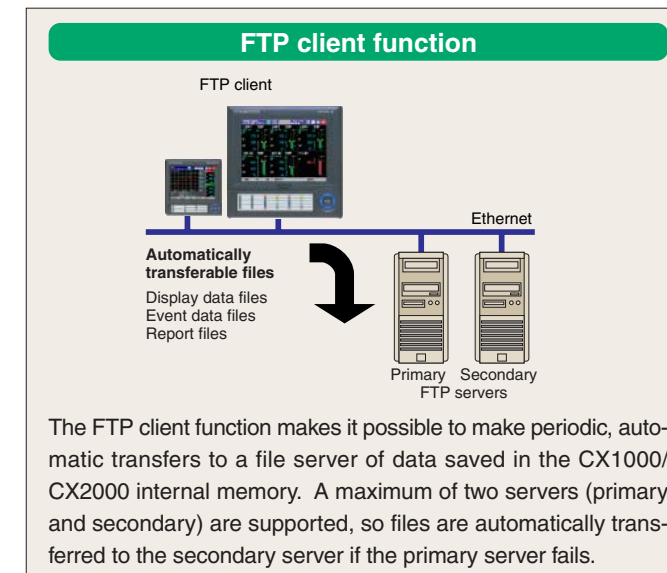 FTP client function
FTP client
Ethernet
Automatically
transferable files
Display data files
Event data files
Report files
Primary Secondary
FTP servers
The FTP client function makes it possible to make periodic, auto-
matic transfers to a file server of data saved in the CX1000/
CX2000 internal memory. A maximum of two servers (primary
and secondary) are supported, so files are automatically trans-
ferred to the secondary server if the primary server fails.